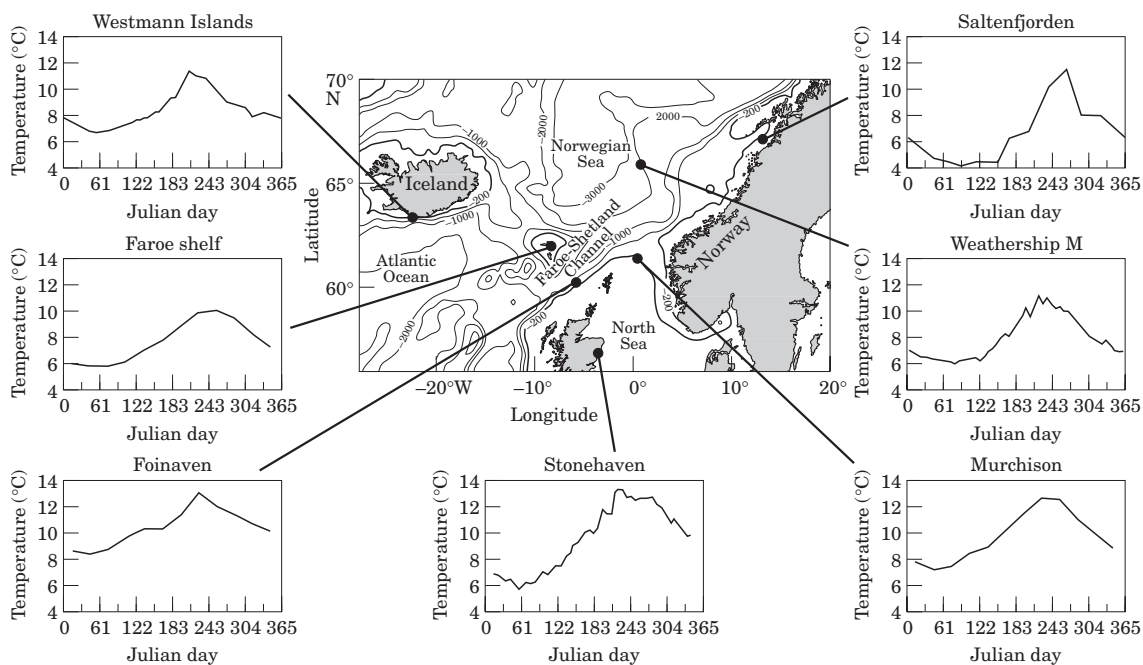 Westmann Islands
Temperature (°C)
14
12
10
8
6
4
0 61 122 183 243 304 365
Julian day
Saltenfjorden
Temperature (°C)
14
12
10
8
6
4
0 61 122 183 243 304 365
Julian day
70°
N
65°
60°
Latitude
–20°W
–10°
0°
10°
20°
Longitude
–1000
–2000
2000
–200
Norwegian
Sea
Iceland
–200
–1000
–3000
–1000
Faroe-Shetland
Channel
Norway
Atlantic
Ocean
–2000
–200
–200
North
Sea
Faroe shelf
Temperature (°C)
14
12
10
8
6
4
0 61 122 183 243 304 365
Julian day
Weathership M
Temperature (°C)
14
12
10
8
6
4
0 61 122 183 243 304 365
Julian day
Foinaven
Temperature (°C)
14
12
10
8
6
4
0 61 122 183 243 304 365
Julian day
Stonehaven
Temperature (°C)
14
12
10
8
6
4
0 61 122 183 243 304 365
Julian day
Murchison
Temperature (°C)
14
12
10
8
6
4
0 61 122 183 243 304 365
Julian day